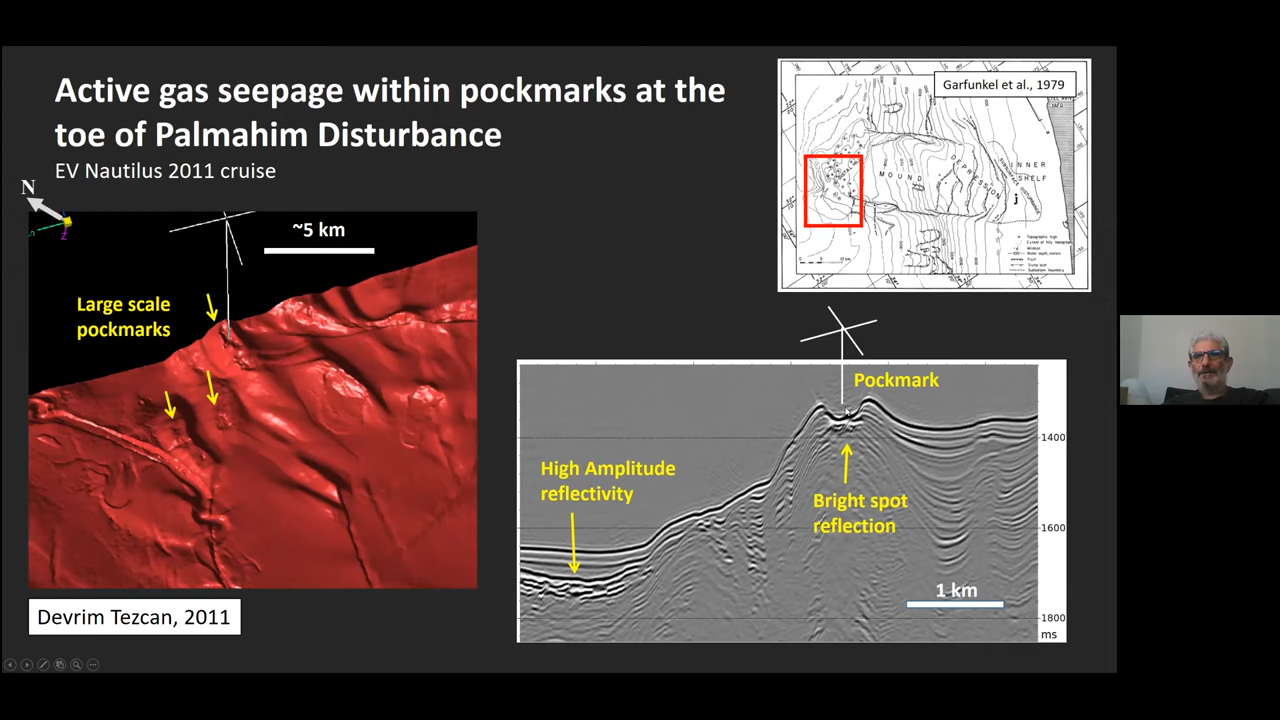 Active gas seepage within pockmarks at the
toe of Palmahim Disturbance
EV Nautilus 2011 cruise
N
~5 km
Large scale
pockmarks
Z
Devrim Tezcan, 2011
Garfunkel et al., 1979
INNER
SHELF
MOUND
DEPRESSION
j
Pockmark
High Amplitude
reflectivity
Bright spot
reflection
1 km
1400
1600
1800
ms